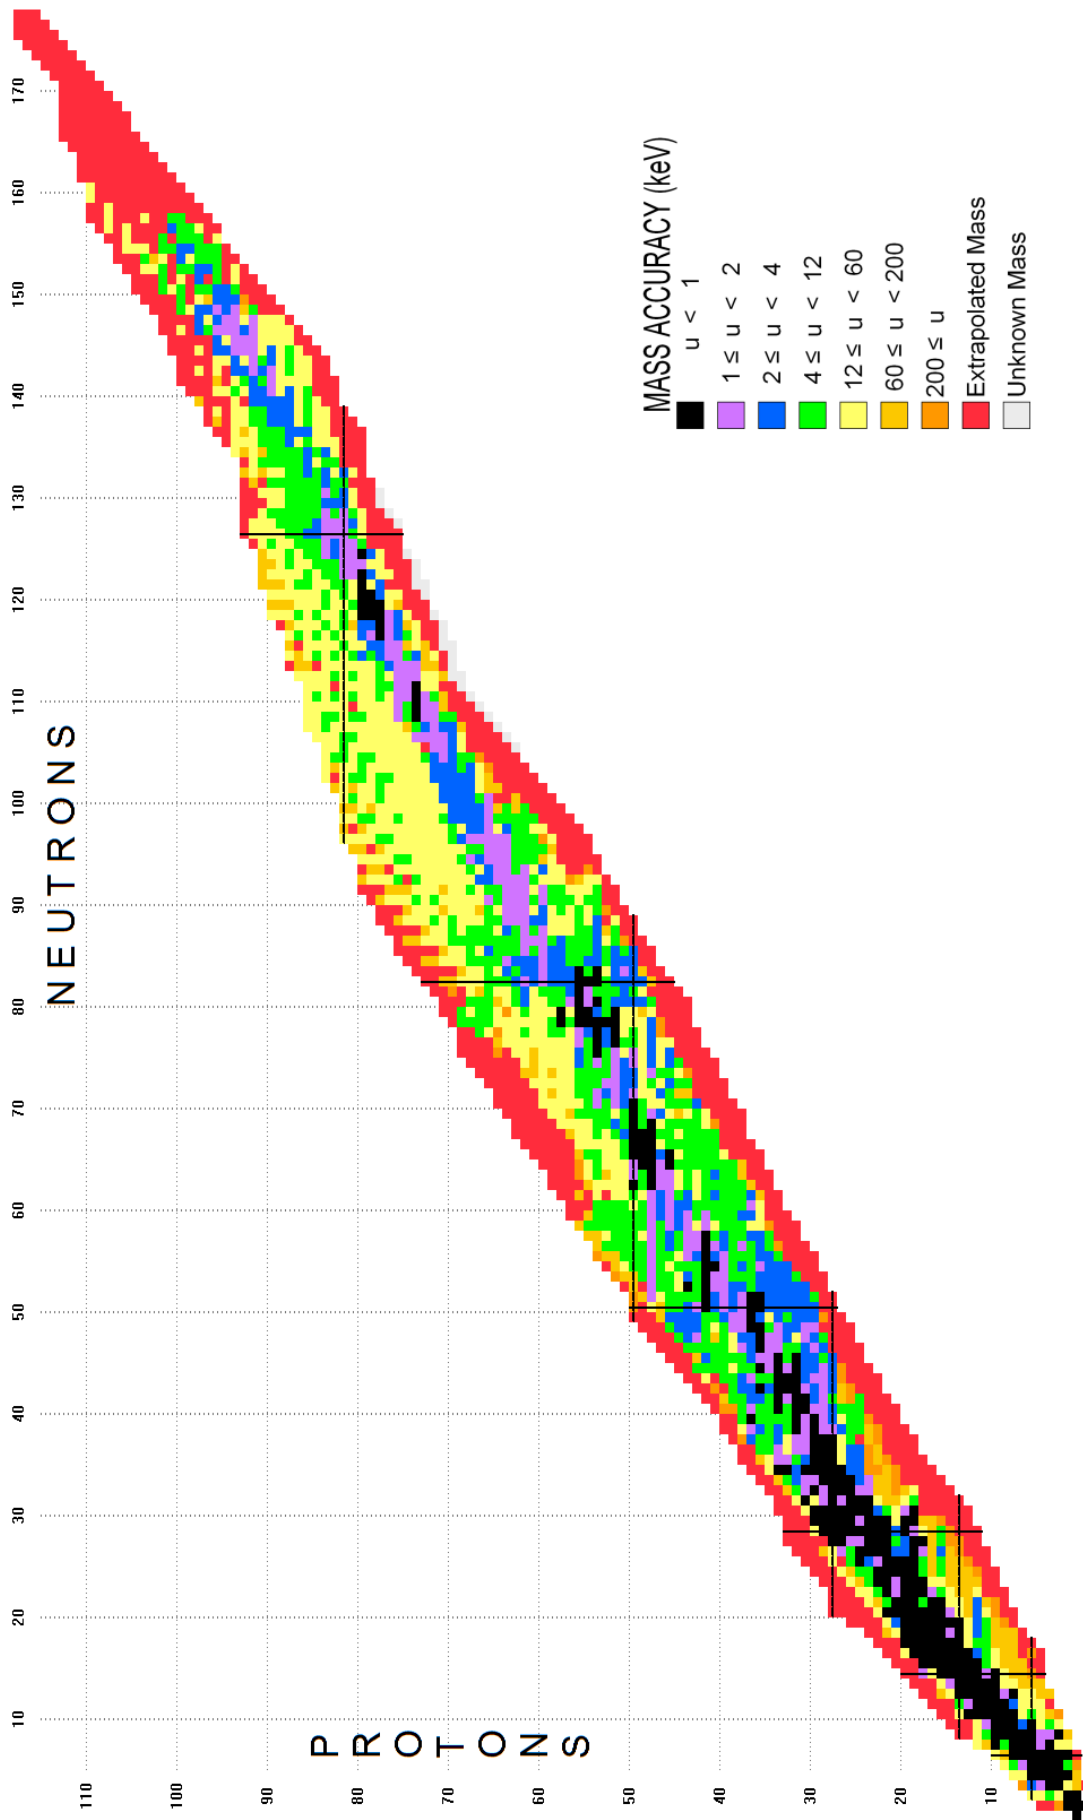 NEUTRONS
170
160
150
140
130
120
110
100
90
80
70
60
50
40
30
20
10
PROTONS
110
100
90
80
70
60
50
40
30
20
10
MASS ACCURACY (keV)
u < 1
1 ≤ u < 2
2 ≤ u < 4
4 ≤ u < 12
12 ≤ u < 60
60 ≤ u < 200
200 ≤ u
Extrapolated Mass
Unknown Mass